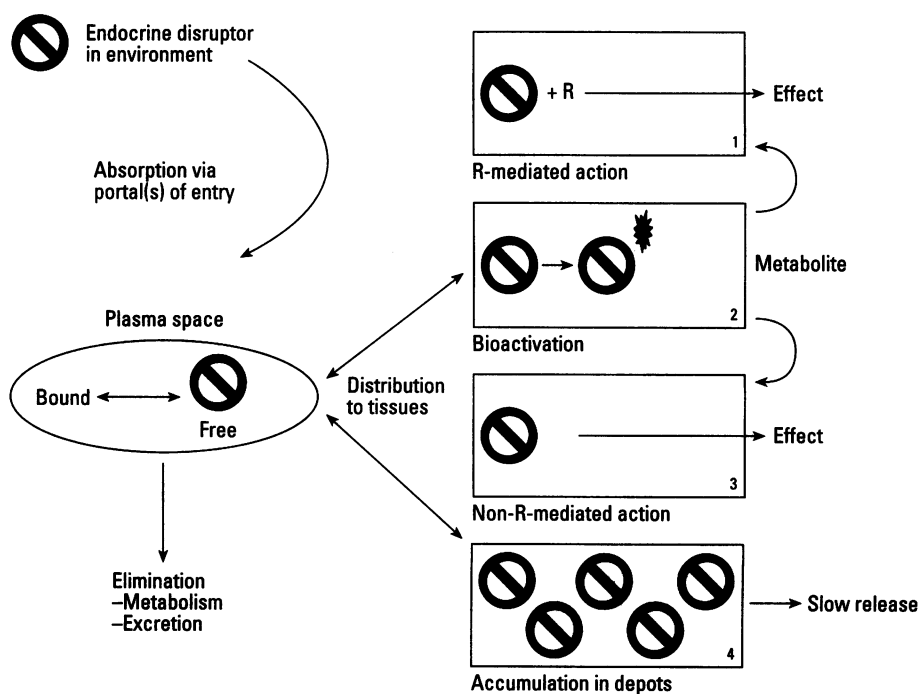 Endocrine disruptor
in environment
Absorption via
portal(s) of entry
Plasma space
Bound
Free
Distribution
to tissues
Elimination
–Metabolism
–Excretion
+ R
Effect
1
R-mediated action
Metabolite
2
Bioactivation
Effect
3
Non-R-mediated action
4
Slow release
Accumulation in depots